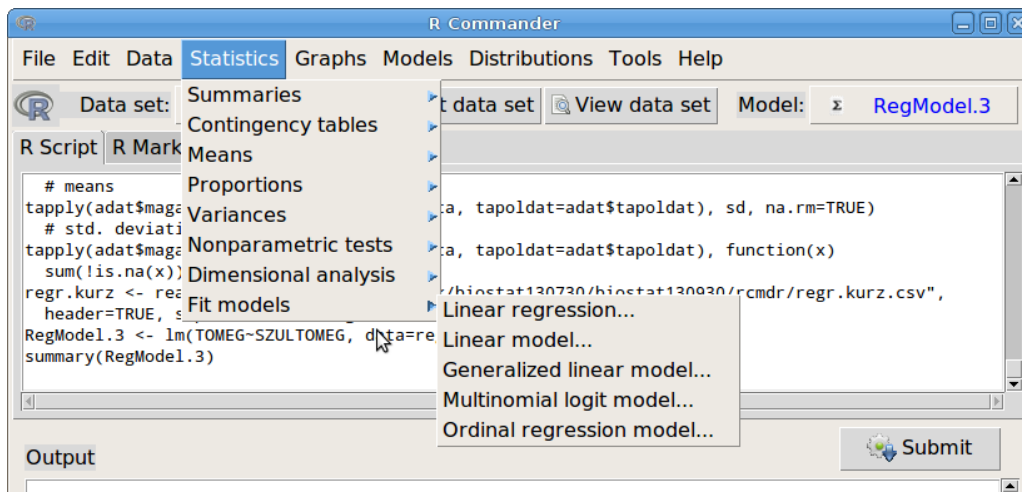 R Commander
File Edit Data Statistics Graphs Models Distributions Tools Help
Data set: t data set View data set Model: Σ RegModel.3
R Script R Mark
Summaries
Contingency tables
Means
Proportions
Variances
Nonparametric tests
Dimensional analysis
Fit models
Linear regression...
Linear model...
Generalized linear model...
Multinomial logit model...
Ordinal regression model...
# means
tapply(adat$maga ta, tapoldat=adat$tapoldat), sd, na.rm=TRUE)
# std. deviati
tapply(adat$maga ta, tapoldat=adat$tapoldat), function(x)
sum(!is.na(x))
regr.kurz <- rea /biostat130730/biostat130930/rcmdr/regr.kurz.csv",
header=TRUE, s
RegModel.3 <- lm(TOMEG~SZULTOMEG, data=re
summary(RegModel.3)
Submit
Output